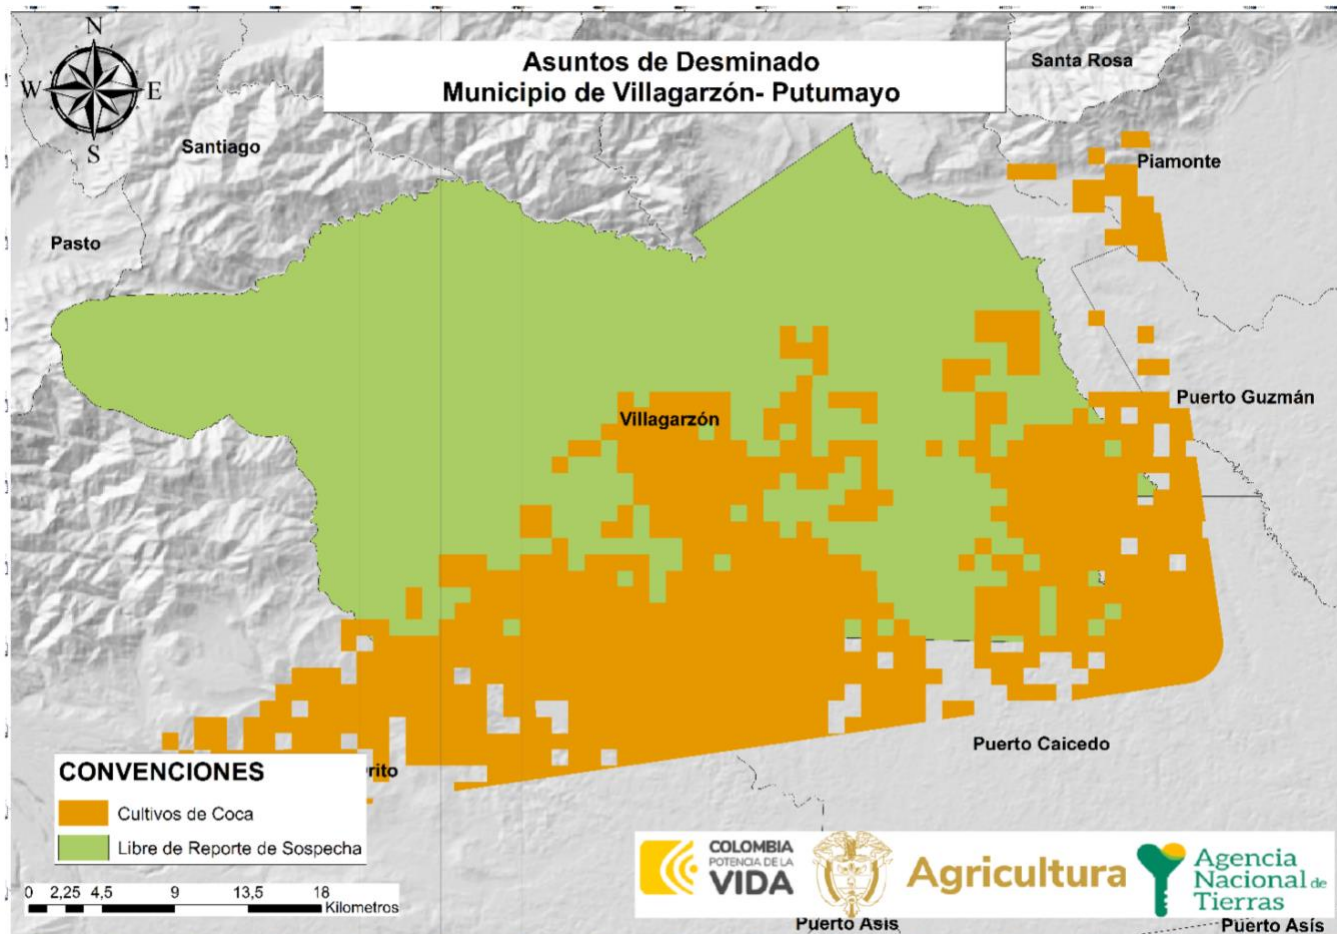 N
W
E
S
Asuntos de Desminado
Municipio de Villagarzón- Putumayo
Santa Rosa
Santiago
Piamonte
Pasto
Puerto Guzmán
Villagarzón
Puerto Caicedo
rito
CONVENCIONES
Cultivos de Coca
Libre de Reporte de Sospecha
0 2,25 4,5 9 13,5 18
Kilometros
COLOMBIA
POTENCIA DE LA
VIDA
Agricultura
Agencia
Nacional de
Tierras
Puerto Asís
Puerto Asís